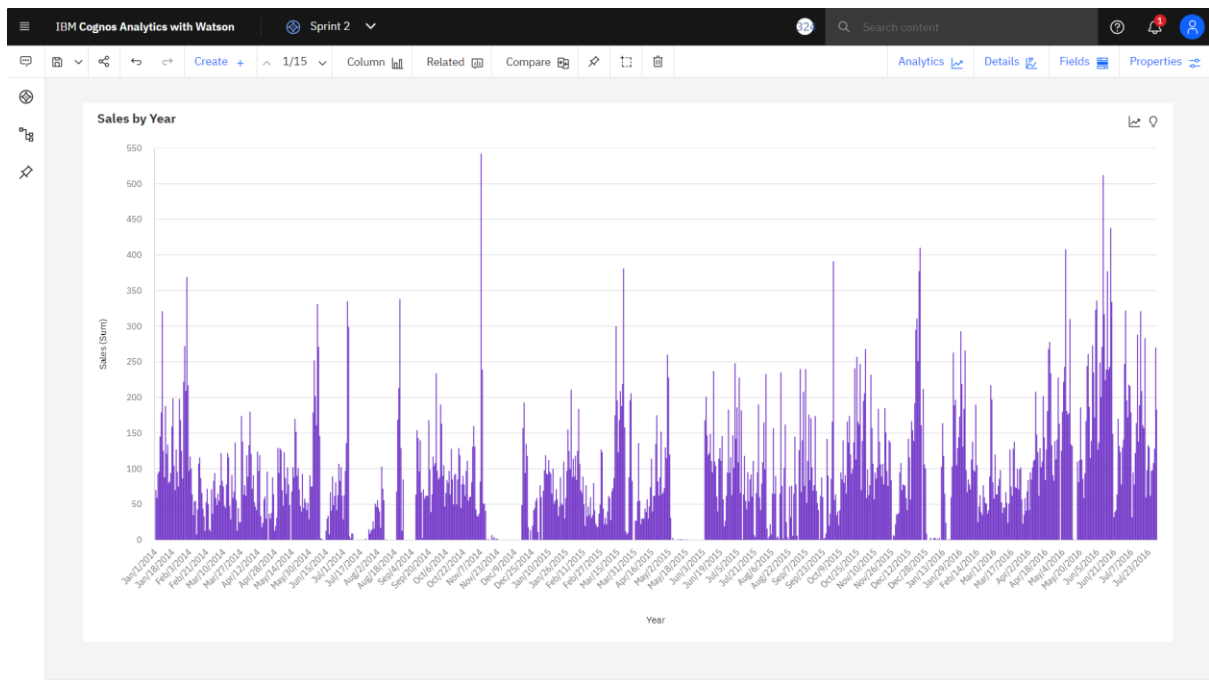 IBM Cognos Analytics with Watson
Sprint 2
Search content
1
Create +
1/15
Column
Related
Compare
Analytics
Details
Fields
Properties
Sales by Year
Sales (Sum)
550
500
450
400
350
300
250
200
150
100
50
0
Jan/1/2014
Jan/18/2014
Feb/3/2014
Feb/21/2014
Mar/10/2014
Mar/27/2014
Apr/12/2014
Apr/28/2014
May/14/2014
May/30/2014
Jun/15/2014
Jul/1/2014
Jul/17/2014
Aug/2/2014
Aug/18/2014
Sep/4/2014
Sep/20/2014
Oct/6/2014
Oct/22/2014
Nov/7/2014
Nov/23/2014
Dec/9/2014
Dec/25/2014
Jan/10/2015
Jan/26/2015
Feb/11/2015
Feb/27/2015
Mar/15/2015
Mar/31/2015
Apr/16/2015
May/2/2015
May/18/2015
Jun/3/2015
Jun/19/2015
Jul/5/2015
Jul/21/2015
Aug/6/2015
Aug/22/2015
Sep/7/2015
Sep/23/2015
Oct/9/2015
Oct/25/2015
Nov/10/2015
Nov/26/2015
Dec/12/2015
Dec/28/2015
Jan/13/2016
Jan/29/2016
Feb/14/2016
Mar/1/2016
Mar/17/2016
Apr/2/2016
Apr/18/2016
May/4/2016
May/20/2016
Jun/5/2016
Jun/21/2016
Jul/7/2016
Jul/23/2016
Year